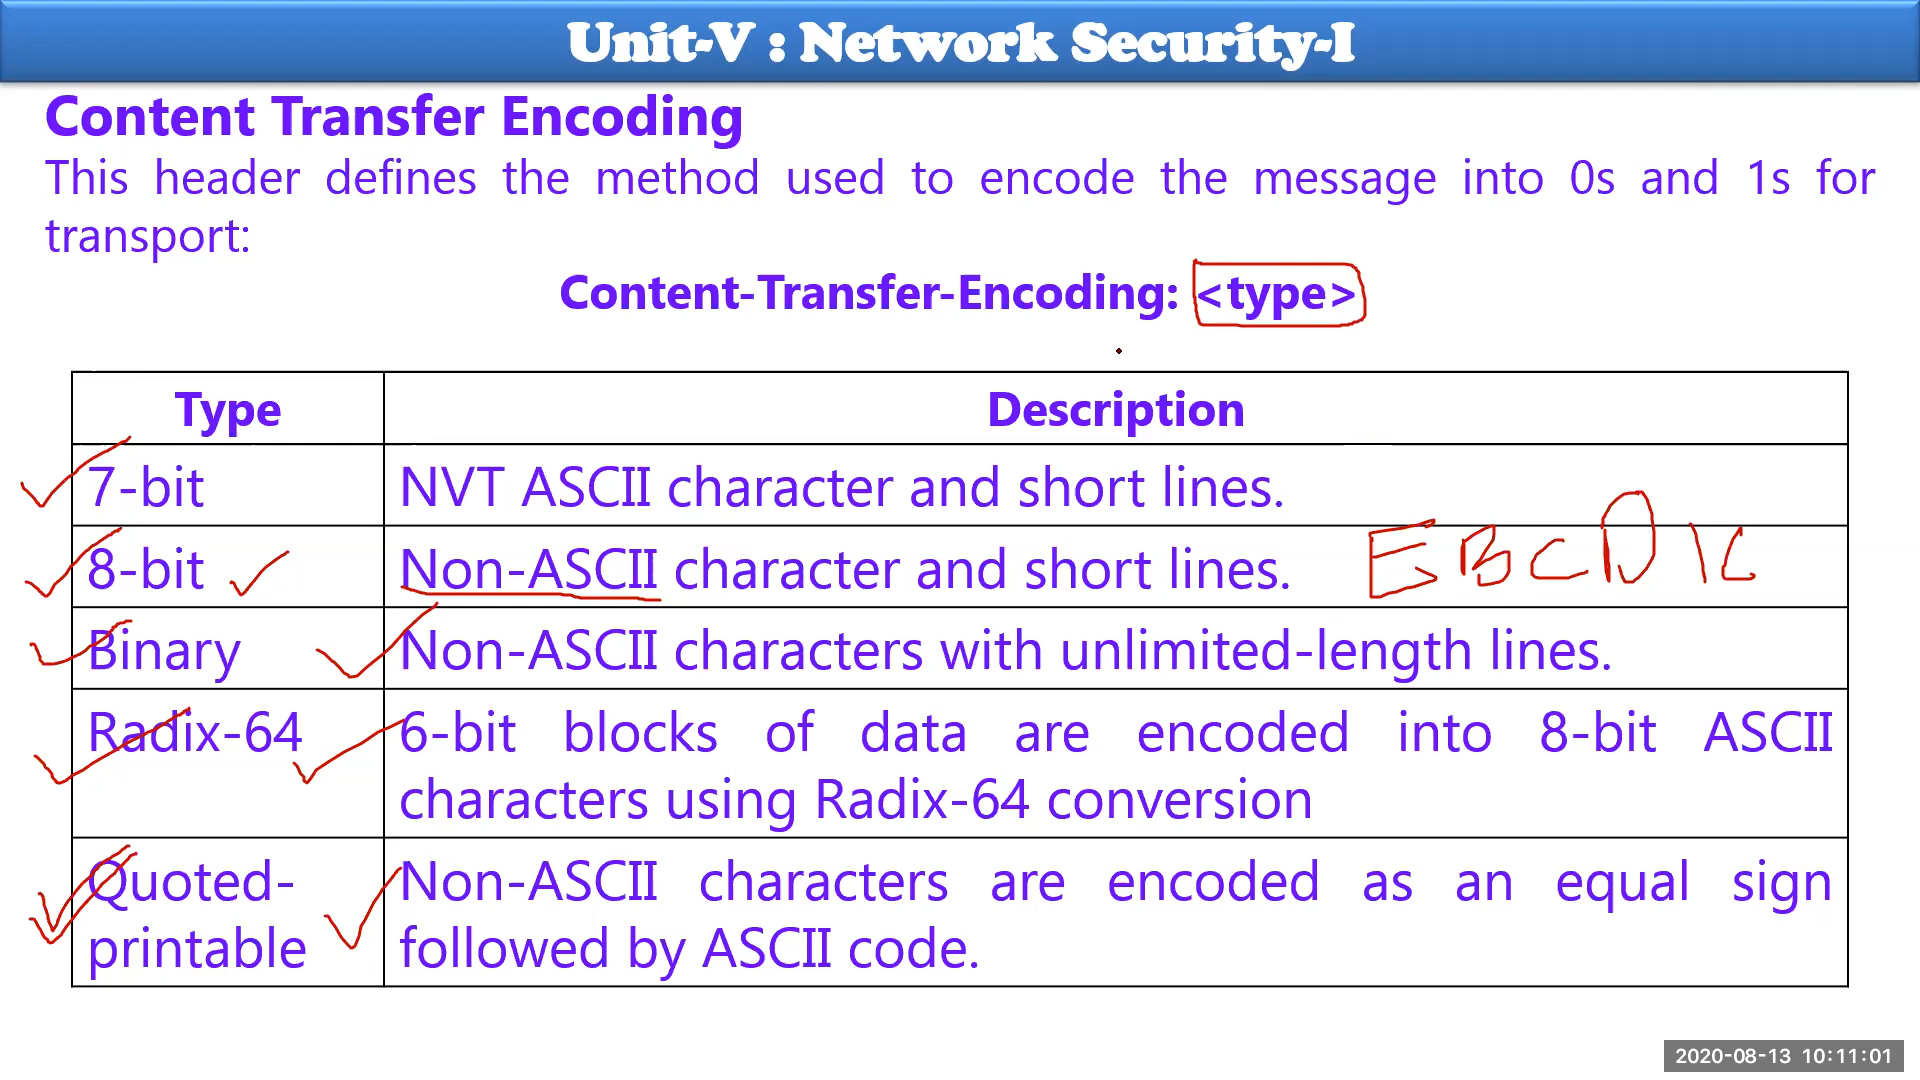 Unit-V : Network Security-I
Content Transfer Encoding
This header defines the method used to encode the message into 0s and 1s for
transport:
Content-Transfer-Encoding: <type>
Type Description
7-bit NVT ASCII character and short lines.
8-bit Non-ASCII character and short lines. EBCDIC
Binary Non-ASCII characters with unlimited-length lines.
Radix-64 6-bit blocks of data are encoded into 8-bit ASCII
characters using Radix-64 conversion
Quoted- Non-ASCII characters are encoded as an equal sign
printable followed by ASCII code.
2020-08-13 10:11:01